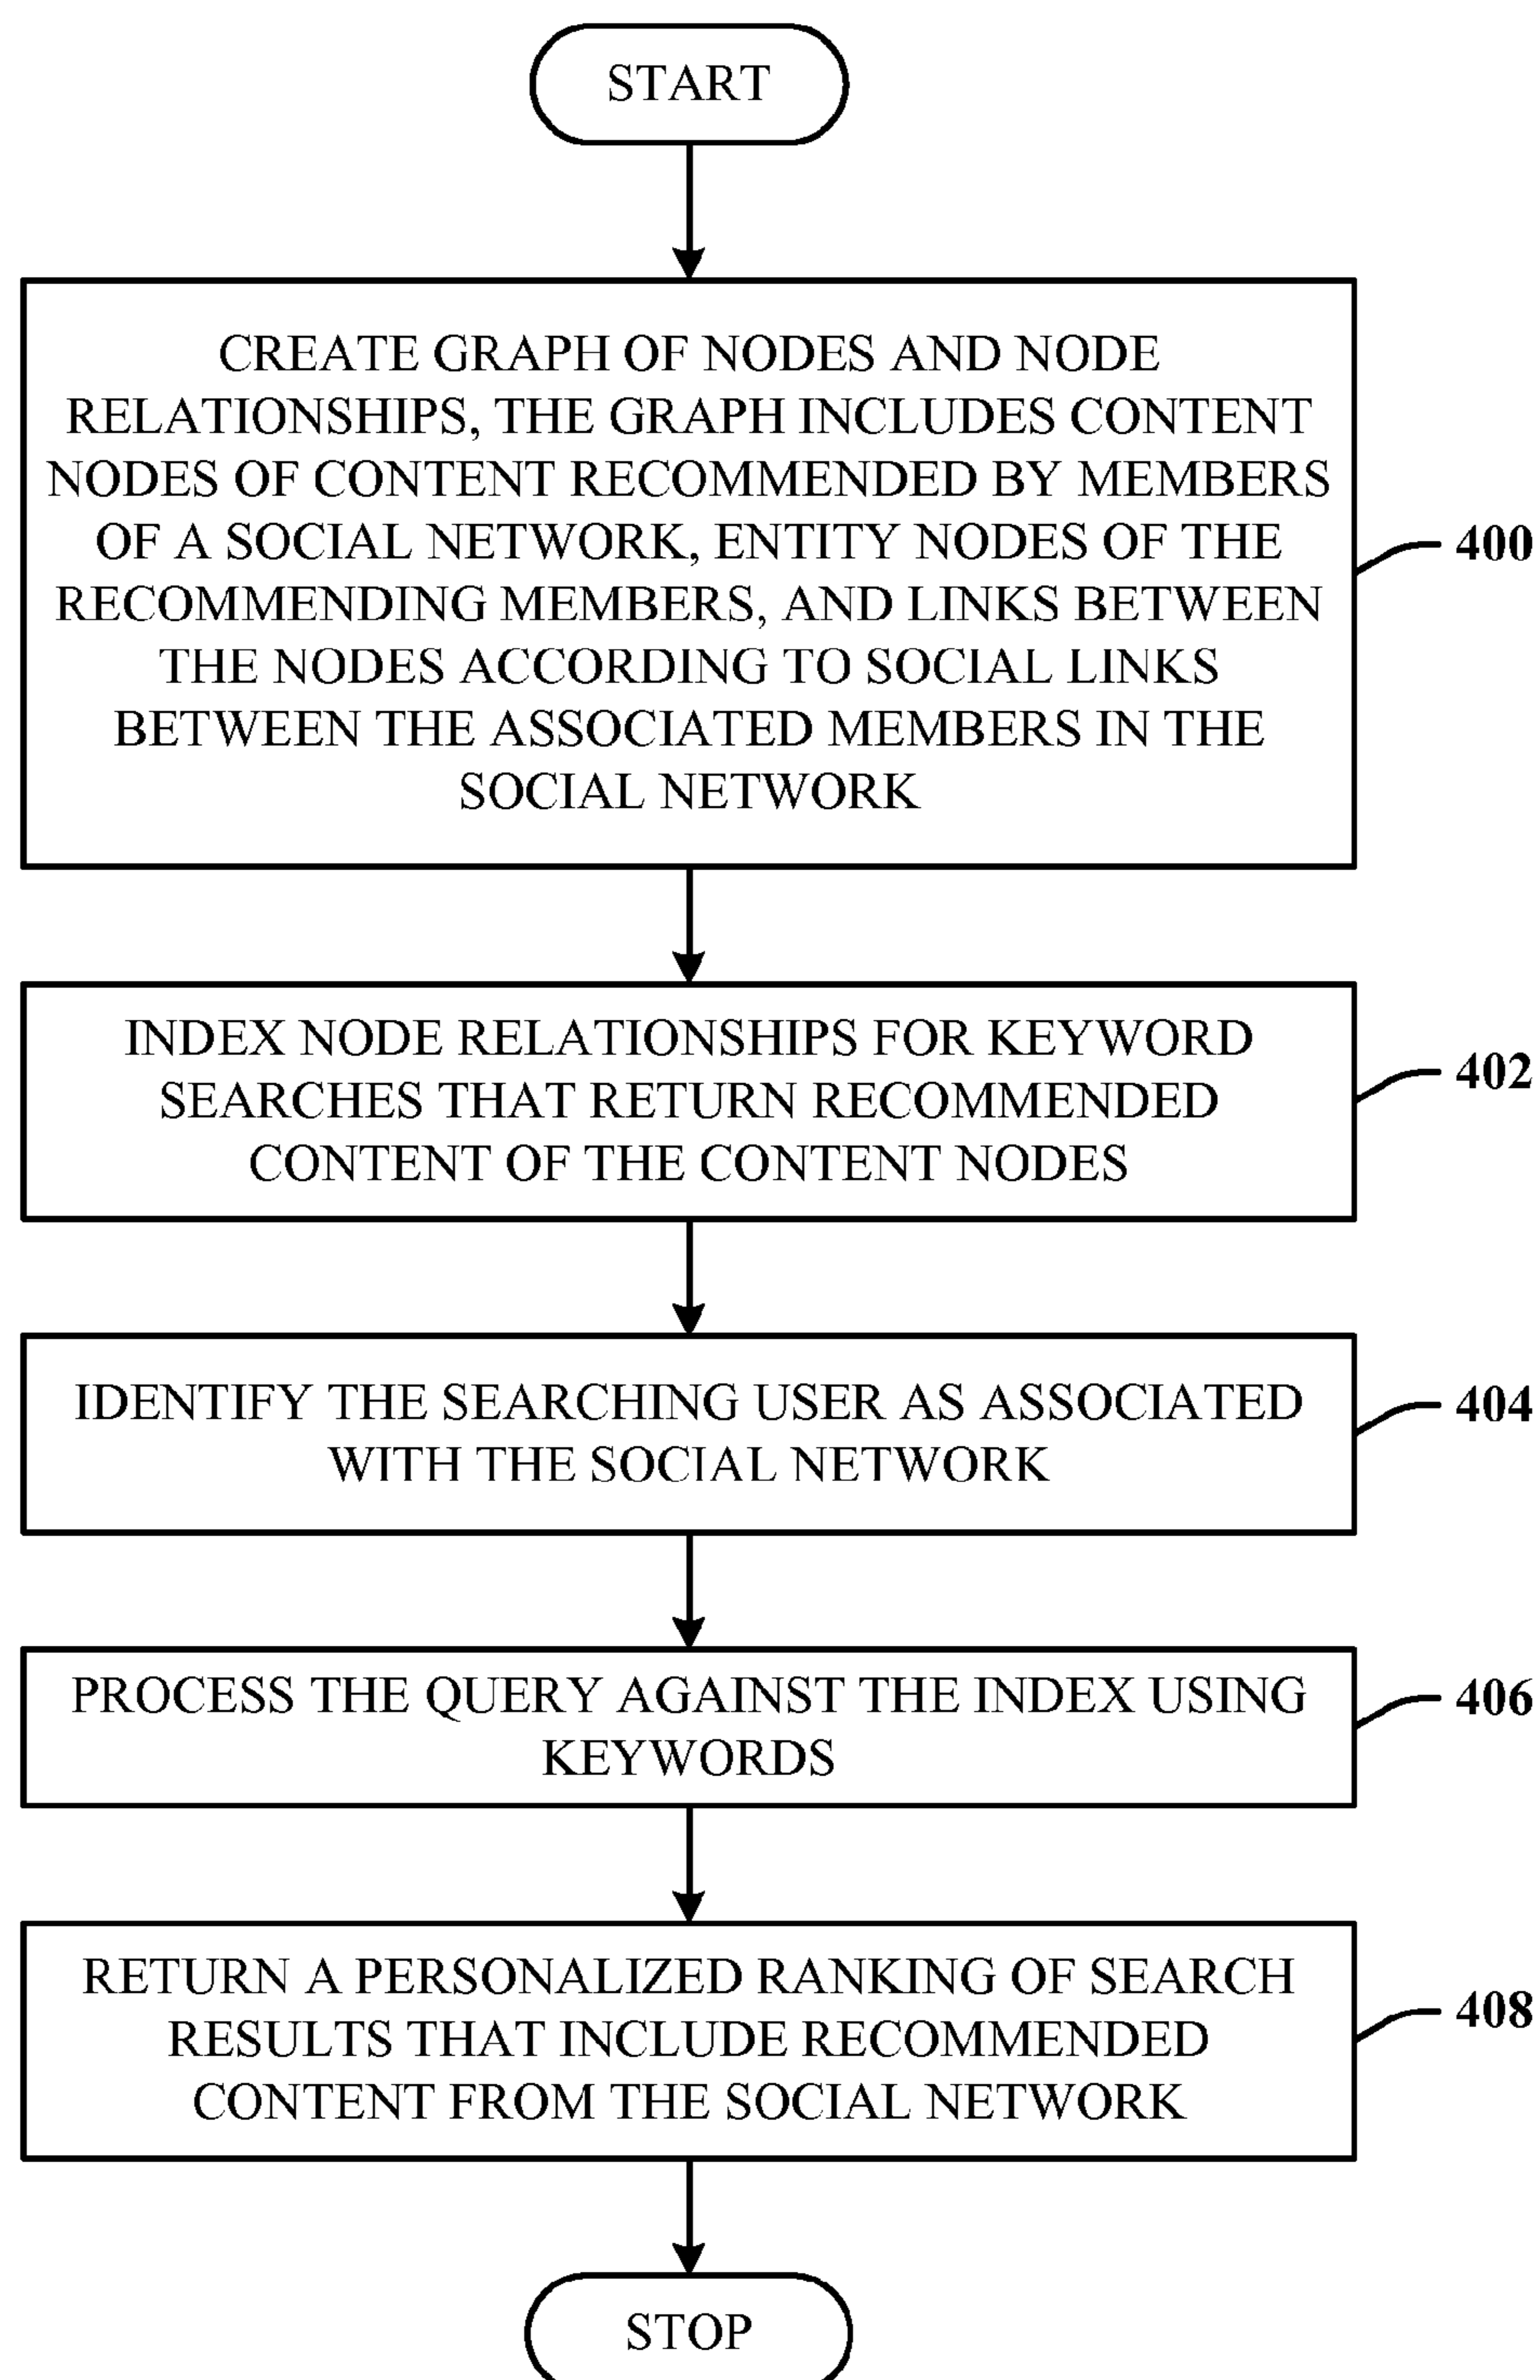 START
CREATE GRAPH OF NODES AND NODE
RELATIONSHIPS, THE GRAPH INCLUDES CONTENT
NODES OF CONTENT RECOMMENDED BY MEMBERS
OF A SOCIAL NETWORK, ENTITY NODES OF THE
RECOMMENDING MEMBERS, AND LINKS BETWEEN
THE NODES ACCORDING TO SOCIAL LINKS
BETWEEN THE ASSOCIATED MEMBERS IN THE
SOCIAL NETWORK
400
INDEX NODE RELATIONSHIPS FOR KEYWORD
SEARCHES THAT RETURN RECOMMENDED
CONTENT OF THE CONTENT NODES
402
IDENTIFY THE SEARCHING USER AS ASSOCIATED
WITH THE SOCIAL NETWORK
404
PROCESS THE QUERY AGAINST THE INDEX USING
KEYWORDS
406
RETURN A PERSONALIZED RANKING OF SEARCH
RESULTS THAT INCLUDE RECOMMENDED
CONTENT FROM THE SOCIAL NETWORK
408
STOP